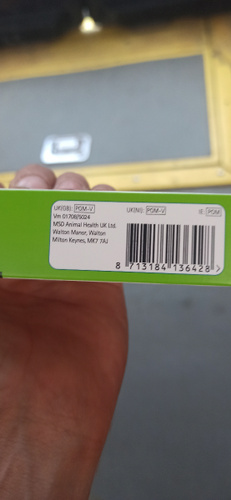 UK(GB): POM-V UK(NI): POM-V IE: POM
Vm 01708/5024
MSD Animal Health UK Ltd.
Walton Manor, Walton
Milton Keynes, MK7 7AJ
8 713184 136428 >